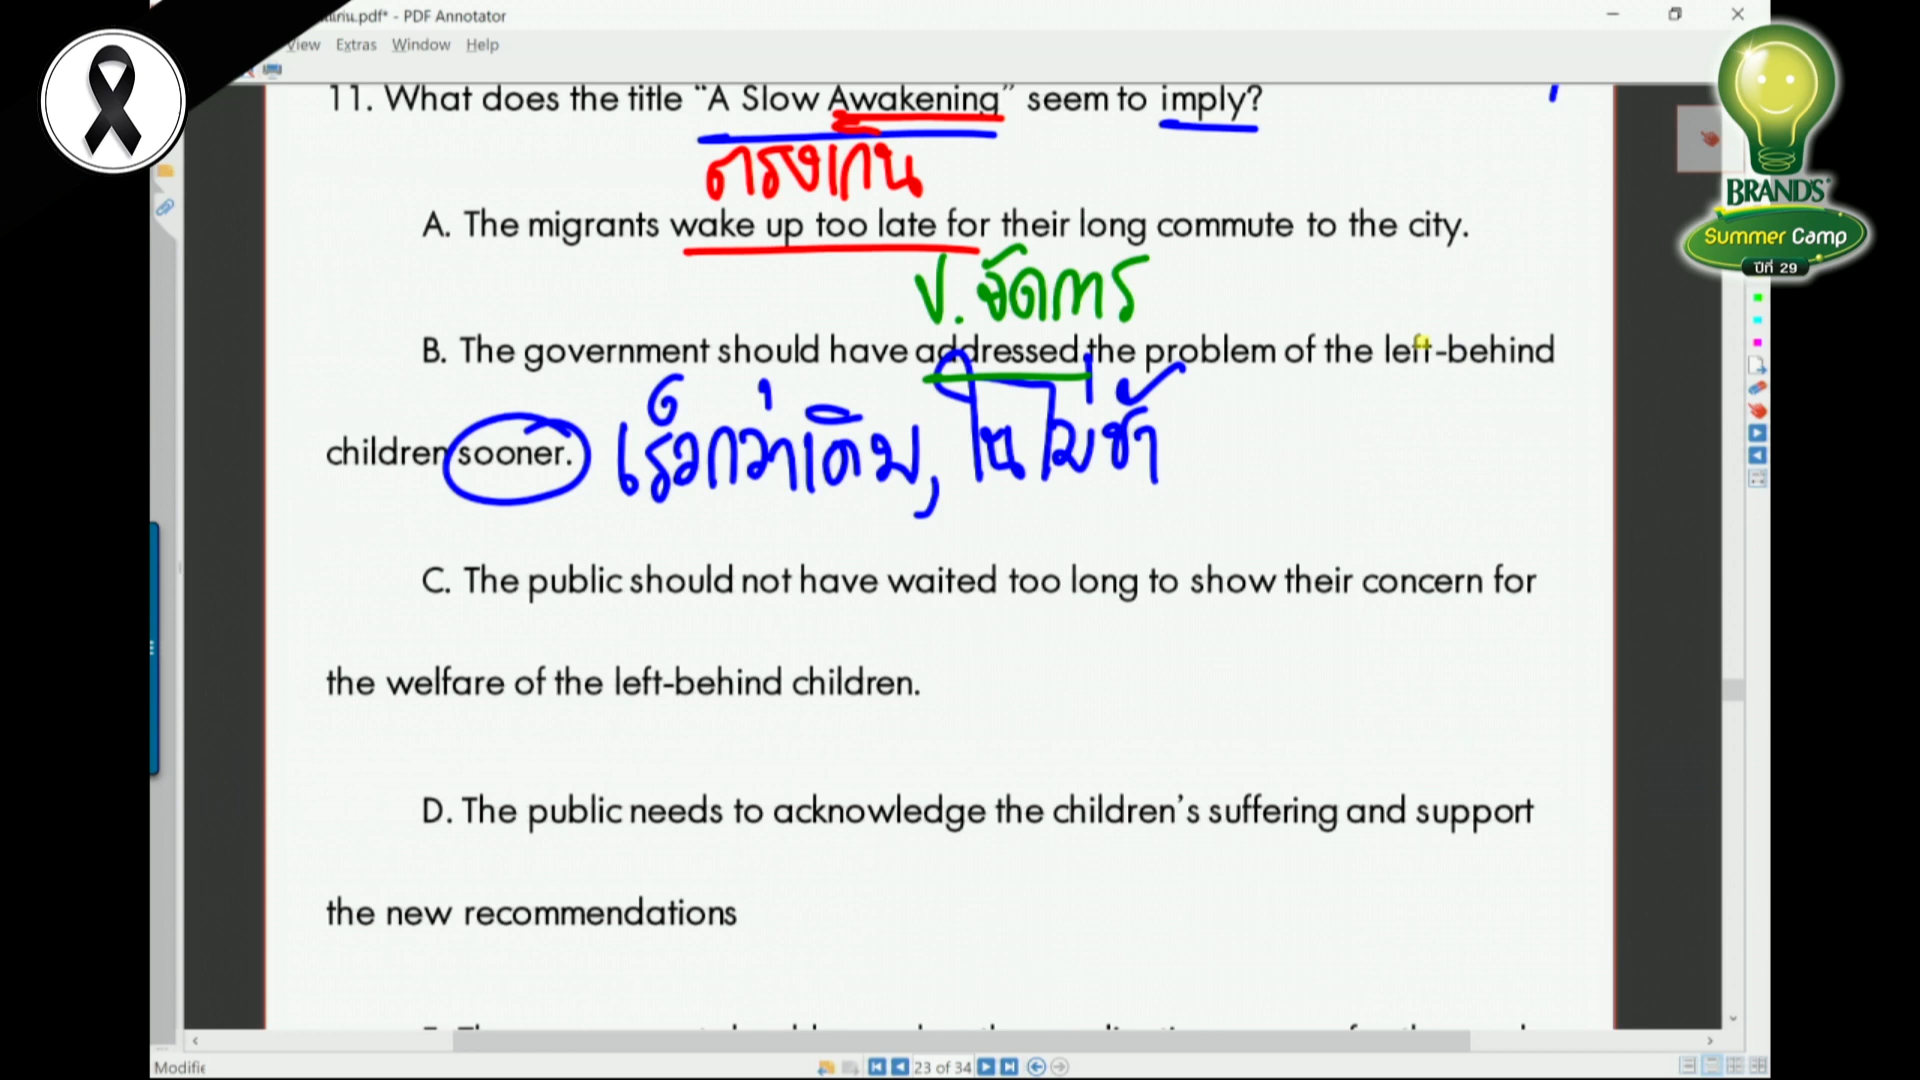 .pdf* - PDF Annotator
View Extras Window Help
11. What does the title “A Slow Awakening” seem to imply?
ตรงเกิน
A. The migrants wake up too late for their long commute to the city.
ป. จัดการ
B. The government should have addressed the problem of the left-behind
children sooner. เร็วกว่าเดิม, ในไม่ช้า
C. The public should not have waited too long to show their concern for
the welfare of the left-behind children.
D. The public needs to acknowledge the children’s suffering and support
the new recommendations
23 of 34
BRAND'S
Summer Camp
ปีที่ 29